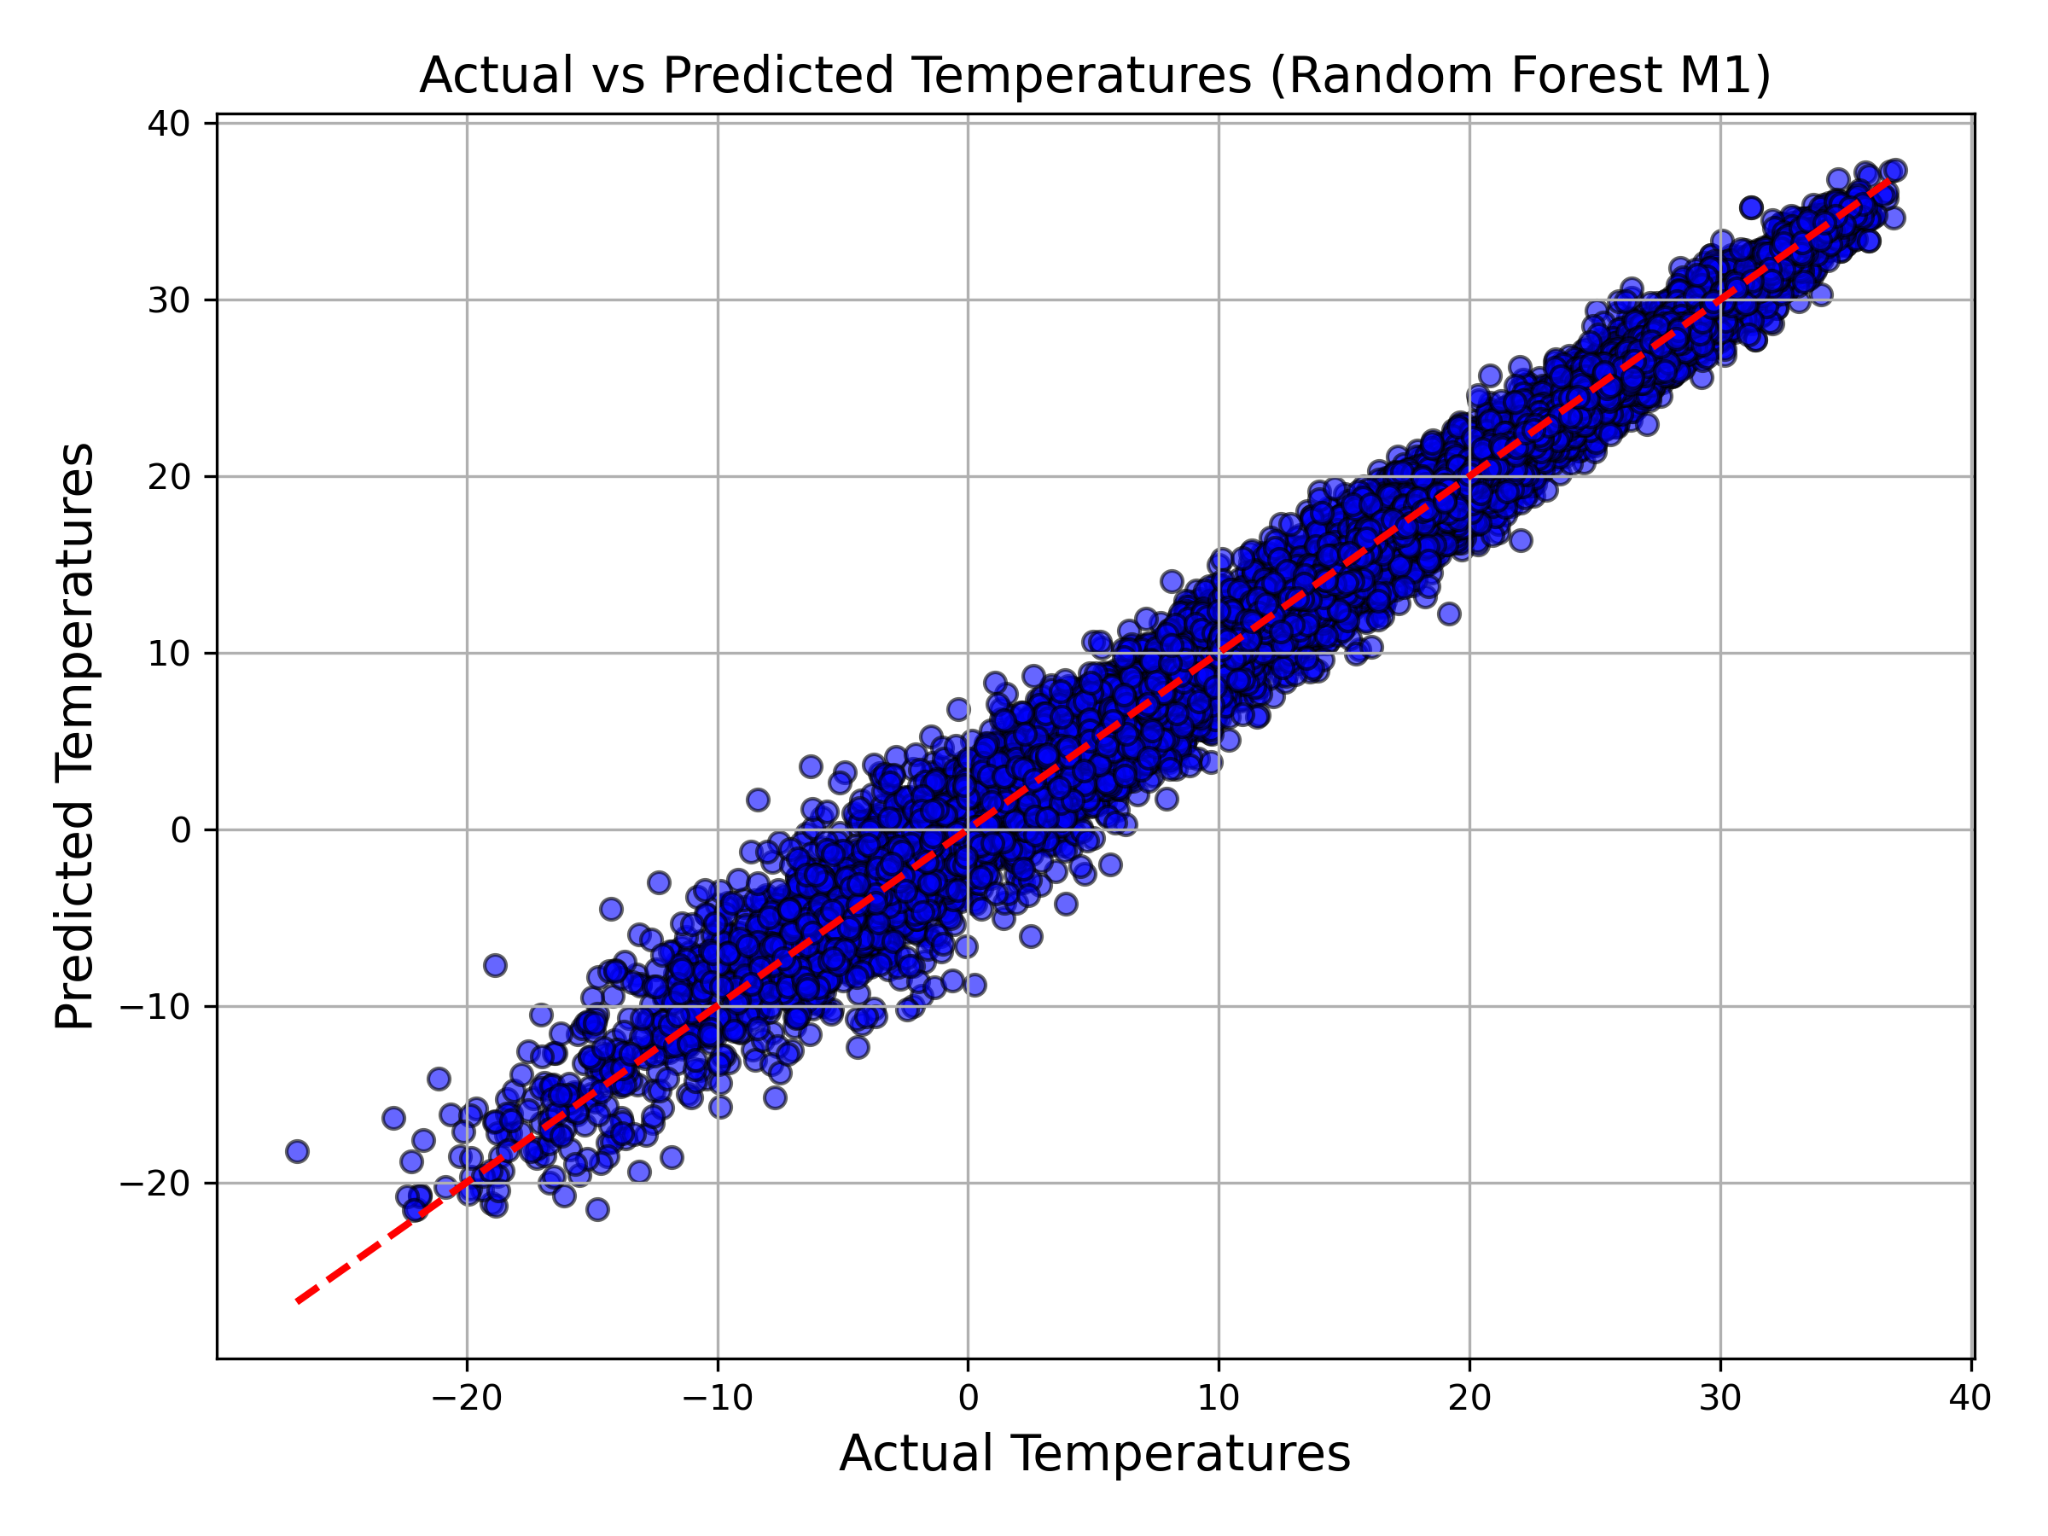 Actual vs Predicted Temperatures (Random Forest M1)
40
30
20
10
0
−10
−20
Predicted Temperatures
−20 −10 0 10 20 30 40
Actual Temperatures